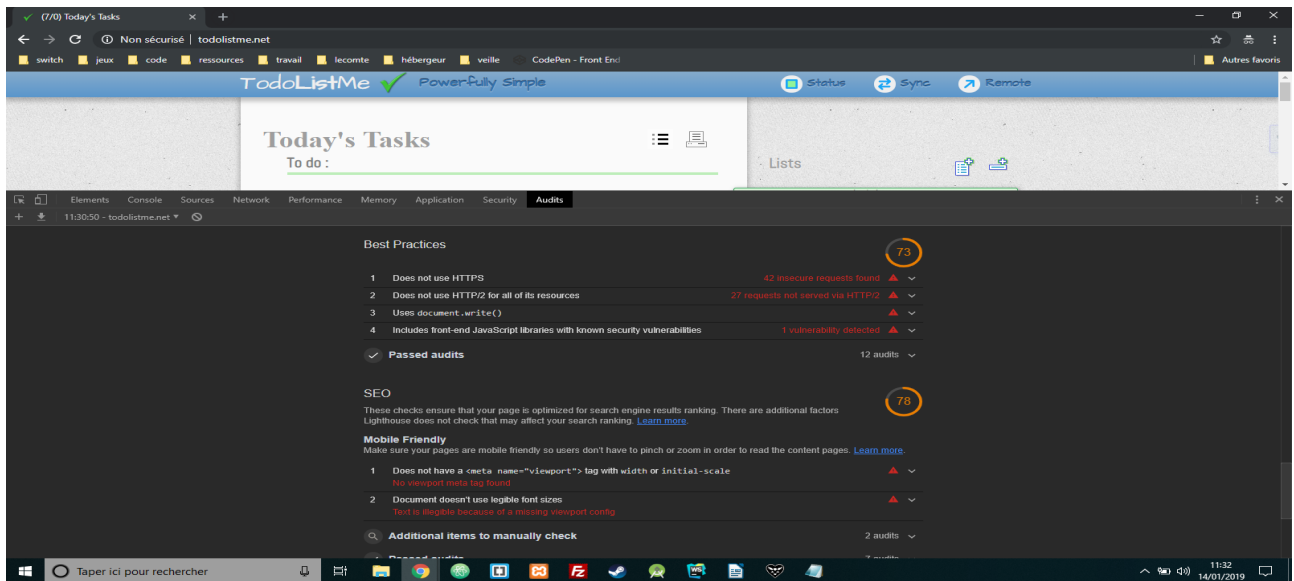 (7/0) Today's Tasks
Non sécurisé | todolistme.net
switch jeux code ressources travail lecomte hébergeur veille CodePen - Front End Autres favoris
TodoListMe Powerfully Simple Status Sync Remote
Today's Tasks
To do :
Lists
Elements Console Sources Network Performance Memory Application Security Audits
11:30:50 - todolistme.net
Best Practices 73
1 Does not use HTTPS 42 insecure requests found
2 Does not use HTTP/2 for all of its resources 27 requests not served via HTTP/2
3 Uses document.write()
4 Includes front-end JavaScript libraries with known security vulnerabilities 1 vulnerability detected
Passed audits 12 audits
SEO 78
These checks ensure that your page is optimized for search engine results ranking. There are additional factors
Lighthouse does not check that may affect your search ranking. Learn more.
Mobile Friendly
Make sure your pages are mobile friendly so users don't have to pinch or zoom in order to read the content pages. Learn more.
1 Does not have a <meta name="viewport"> tag with width or initial-scale
No viewport meta tag found
2 Document doesn't use legible font sizes
Text is illegible because of a missing viewport config
Additional items to manually check 2 audits
Passed audits 7 audits
Taper ici pour rechercher
11:32
14/01/2019